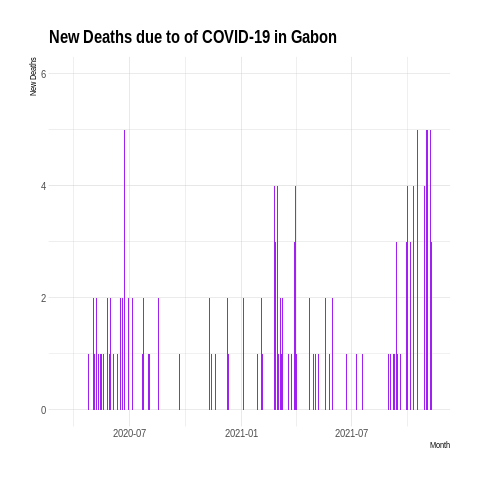 New Deaths due to of COVID-19 in Gabon
New Deaths
6
4
2
0
2020-07
2021-01
2021-07
Month